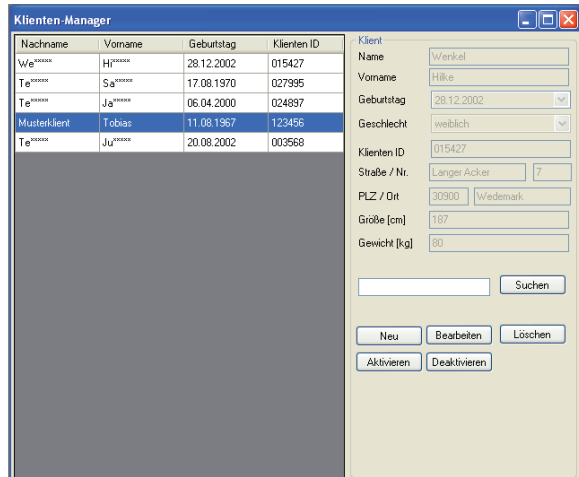 Klienten-Manager
Nachname Vorname Geburtstag Klienten ID
We××××× Hi××××× 28.12.2002 015427
Te××××× Sa××××× 17.08.1970 027995
Te××××× Ja××××× 06.04.2000 024897
Musterklient Tobias 11.08.1967 123456
Te××××× Ju××××× 20.08.2002 003568
Klient
Name Wenkel
Vorname Hilke
Geburtstag 28.12.2002
Geschlecht weiblich
Klienten ID 015427
Straße / Nr. Langer Acker 7
PLZ / Ort 30900 Wedemark
Größe [cm] 187
Gewicht [kg] 80
Suchen
Neu Bearbeiten Löschen
Aktivieren Deaktivieren